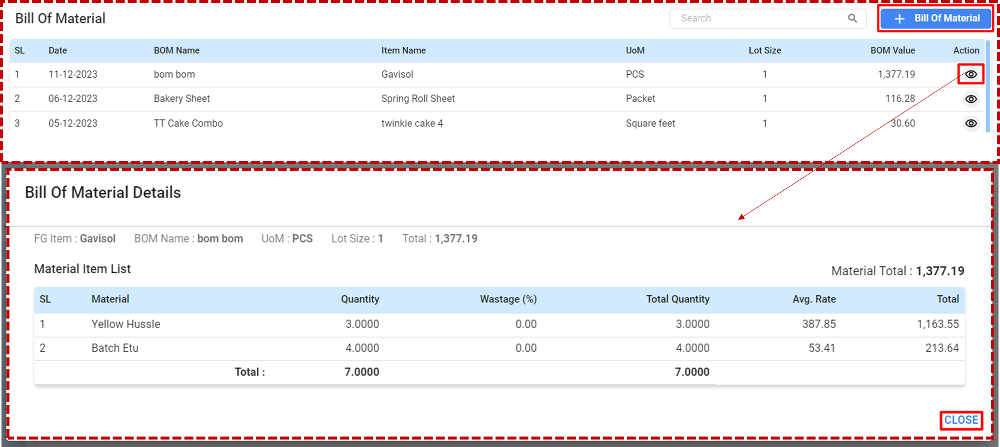 Bill Of Material
Search
+ Bill Of Material
SL Date BOM Name Item Name UoM Lot Size BOM Value Action
1 11-12-2023 bom bom Gavisol PCS 1 1,377.19
2 06-12-2023 Bakery Sheet Spring Roll Sheet Packet 1 116.28
3 05-12-2023 TT Cake Combo twinkie cake 4 Square feet 1 30.60
Bill Of Material Details
FG Item : Gavisol BOM Name : bom bom UoM : PCS Lot Size : 1 Total : 1,377.19
Material Item List
Material Total : 1,377.19
SL Material Quantity Wastage (%) Total Quantity Avg. Rate Total
1 Yellow Hussle 3.0000 0.00 3.0000 387.85 1,163.55
2 Batch Etu 4.0000 0.00 4.0000 53.41 213.64
Total : 7.0000 7.0000
CLOSE